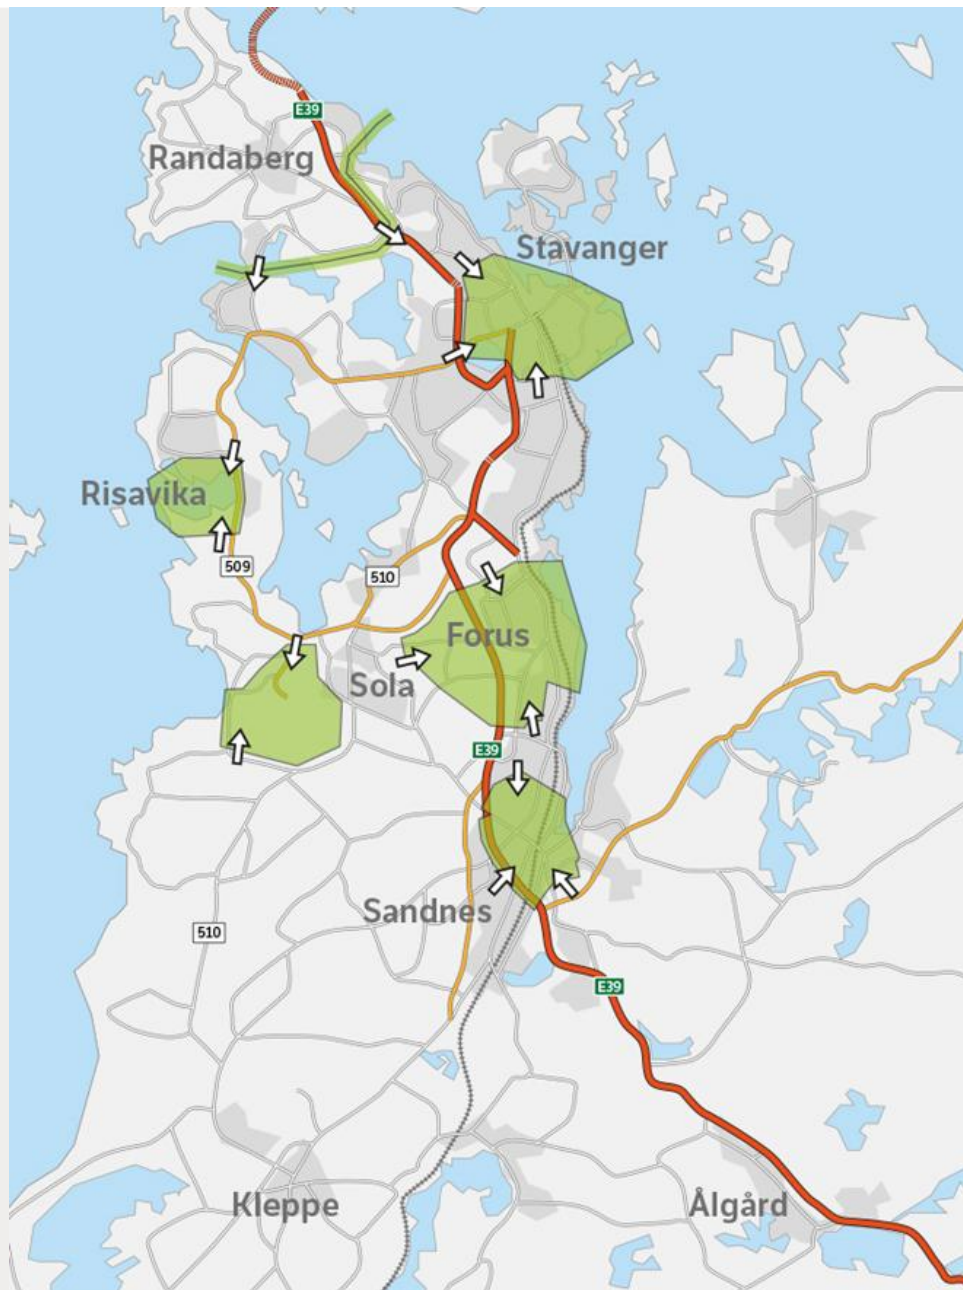 E39
Randaberg
Stavanger
Risavika
509
510
Forus
Sola
E39
Sandnes
510
E39
Kleppe
Ålgård